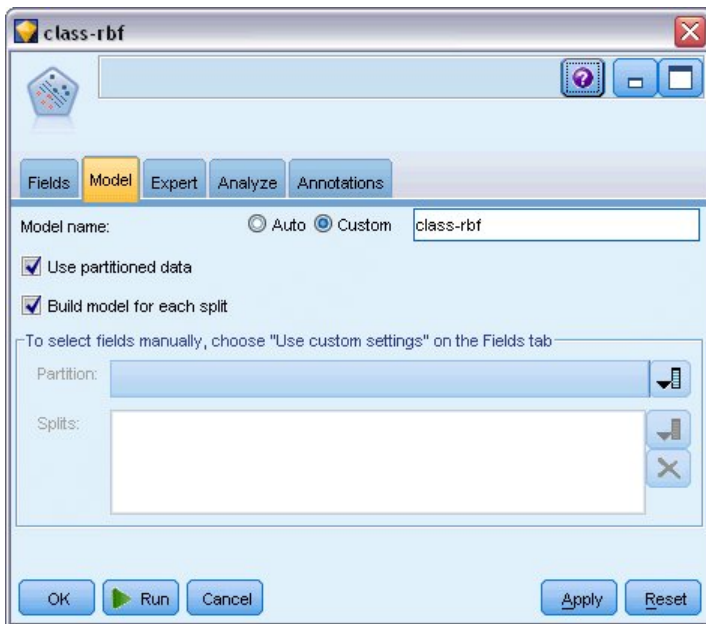 class-rbf
Fields Model Expert Analyze Annotations
Model name: Auto Custom class-rbf
Use partitioned data
Build model for each split
To select fields manually, choose "Use custom settings" on the Fields tab
Partition:
Splits:
OK Run Cancel Apply Reset